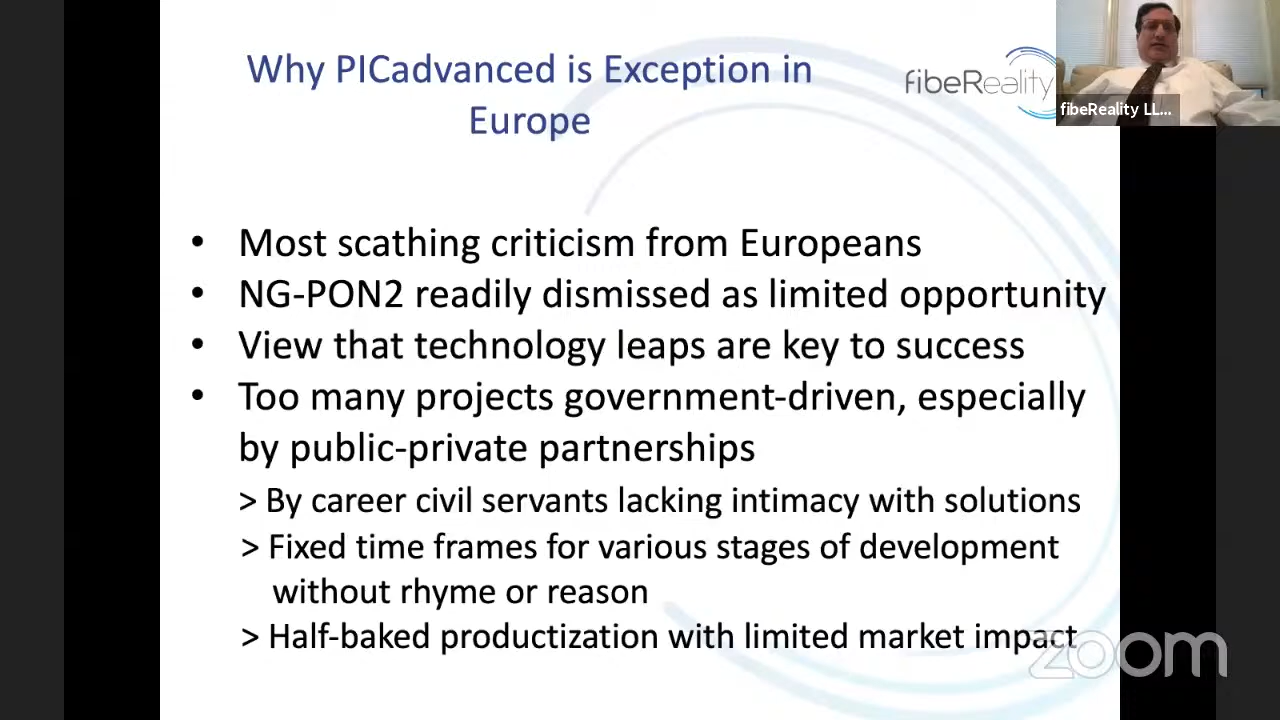 Why PICadvanced is Exception in
Europe
fibeReality
fibeReality LL...
• Most scathing criticism from Europeans
• NG-PON2 readily dismissed as limited opportunity
• View that technology leaps are key to success
• Too many projects government-driven, especially
by public-private partnerships
> By career civil servants lacking intimacy with solutions
> Fixed time frames for various stages of development
without rhyme or reason
> Half-baked productization with limited market impact
zoom